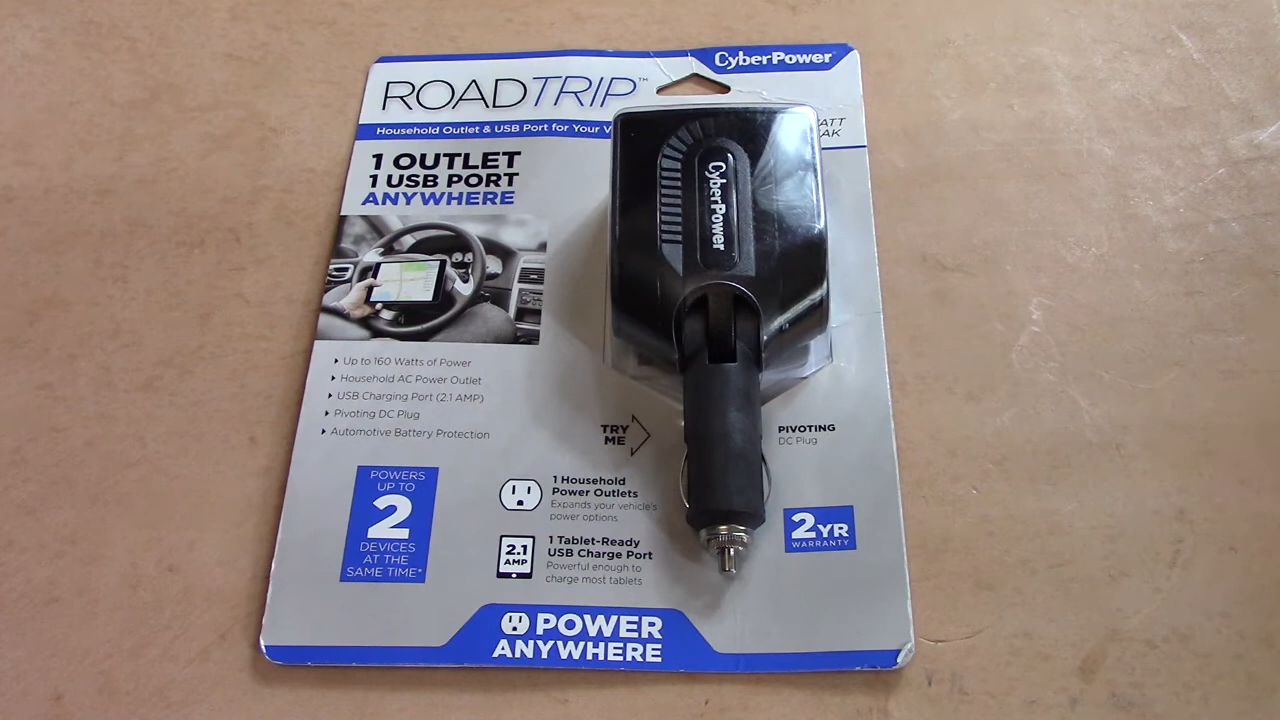 CyberPower
ROADTRIP™
Household Outlet & USB Port for Your
1 OUTLET
1 USB PORT
ANYWHERE
CyberPower
Up to 160 Watts of Power
Household AC Power Outlet
USB Charging Port (2.1 AMP)
Pivoting DC Plug
Automotive Battery Protection
TRY
ME
PIVOTING
DC Plug
POWERS
UP TO
2
DEVICES
AT THE
SAME TIME*
1 Household
Power Outlets
Expands your vehicle's
power options
2.1
AMP
1 Tablet-Ready
USB Charge Port
Powerful enough to
charge most tablets
2 YR
WARRANTY
POWER
ANYWHERE